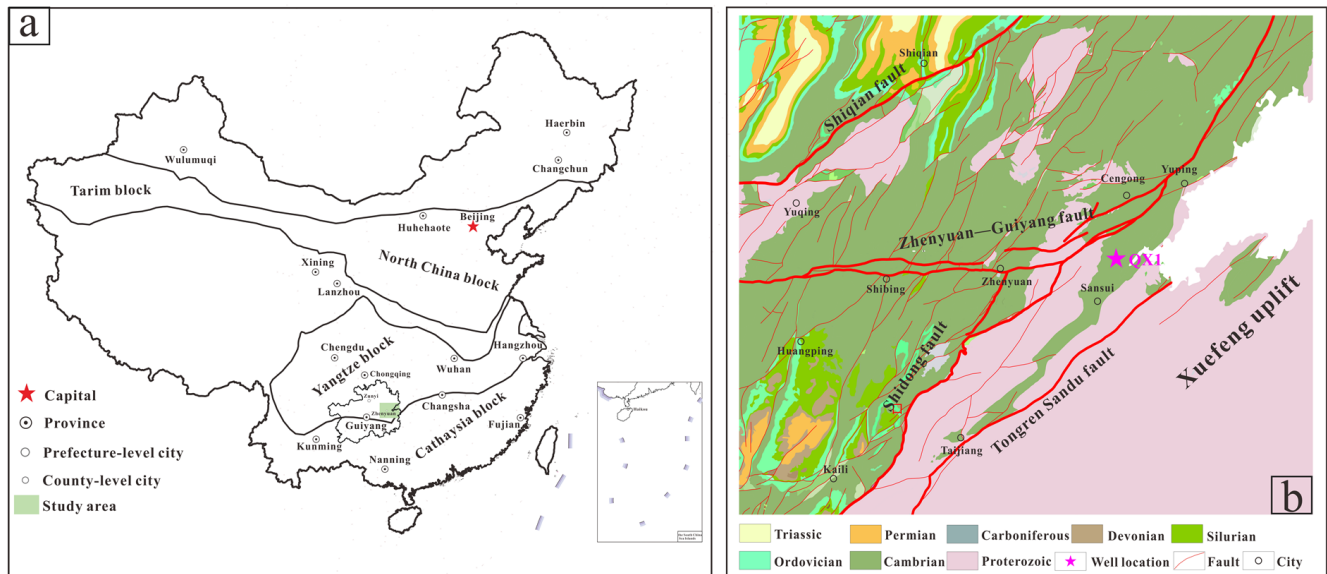 a
Haerbin
Wulumuqi
Changchun
Tarim block
Beijing
Huhehaote
North China block
Xining
Lanzhou
Hangzhou
Chengdu
Wuhan
Yangtze block
Chongqing
Zunyi
Changsha
Zhenyuan
Guiyang
Cathaysia block
Fujian
Kunming
Nanning
Capital
Province
Prefecture-level city
County-level city
Study area
Haikou
b
Shiqian
Shiqian fault
Cengong
Yuping
Yuqing
Zhenyuan—Guiyang fault
QX1
Shibing
Zhenyuan
Sansui
Huangping
Shidong fault
Xuefeng uplift
Tongren Sandu fault
Taijiang
Kaili
Triassic
Permian
Carboniferous
Devonian
Silurian
Ordovician
Cambrian
Proterozoic
Well location
Fault
City